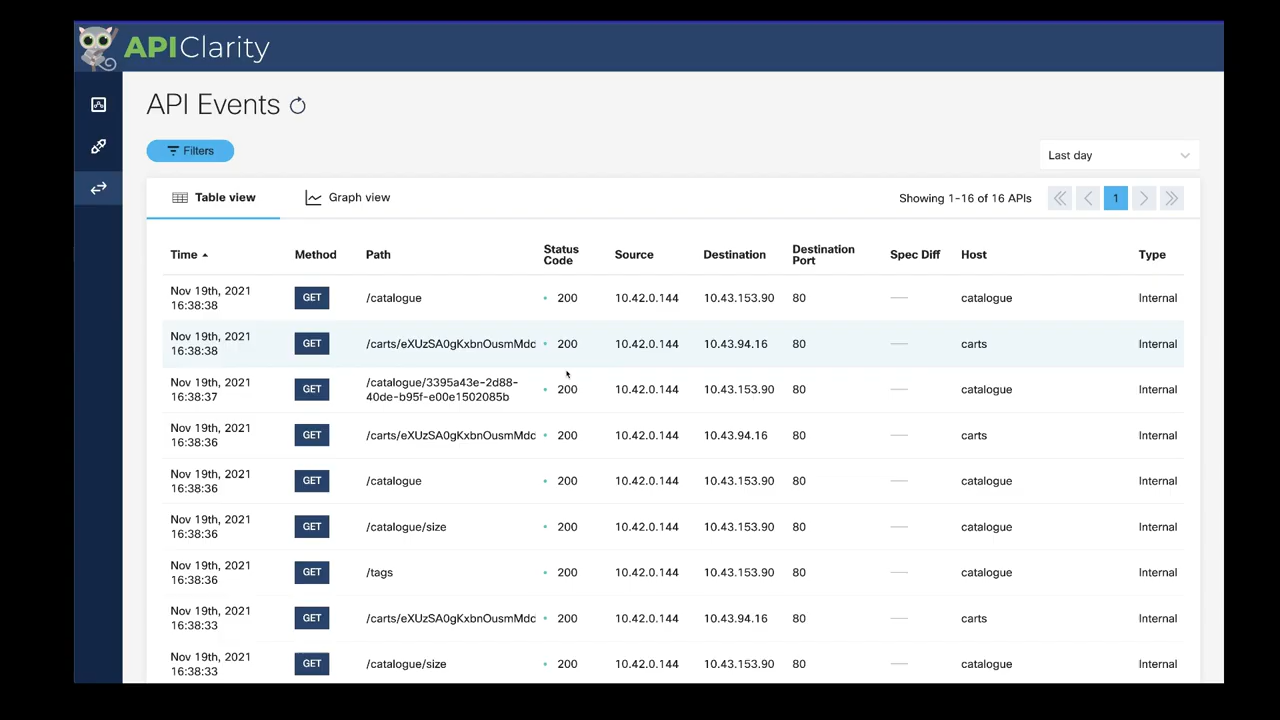 APIClarity
API Events
Filters
Last day
Table view
Graph view
Showing 1-16 of 16 APIs
1
Time Method Path Status Code Source Destination Destination Port Spec Diff Host Type
Nov 19th, 2021 16:38:38 GET /catalogue 200 10.42.0.144 10.43.153.90 80 catalogue Internal
Nov 19th, 2021 16:38:38 GET /carts/eXUzSA0gKxbnOusmMdc 200 10.42.0.144 10.43.94.16 80 carts Internal
Nov 19th, 2021 16:38:37 GET /catalogue/3395a43e-2d88-40de-b95f-e00e1502085b 200 10.42.0.144 10.43.153.90 80 catalogue Internal
Nov 19th, 2021 16:38:36 GET /carts/eXUzSA0gKxbnOusmMdc 200 10.42.0.144 10.43.94.16 80 carts Internal
Nov 19th, 2021 16:38:36 GET /catalogue 200 10.42.0.144 10.43.153.90 80 catalogue Internal
Nov 19th, 2021 16:38:36 GET /catalogue/size 200 10.42.0.144 10.43.153.90 80 catalogue Internal
Nov 19th, 2021 16:38:36 GET /tags 200 10.42.0.144 10.43.153.90 80 catalogue Internal
Nov 19th, 2021 16:38:33 GET /carts/eXUzSA0gKxbnOusmMdc 200 10.42.0.144 10.43.94.16 80 carts Internal
Nov 19th, 2021 16:38:33 GET /catalogue/size 200 10.42.0.144 10.43.153.90 80 catalogue Internal